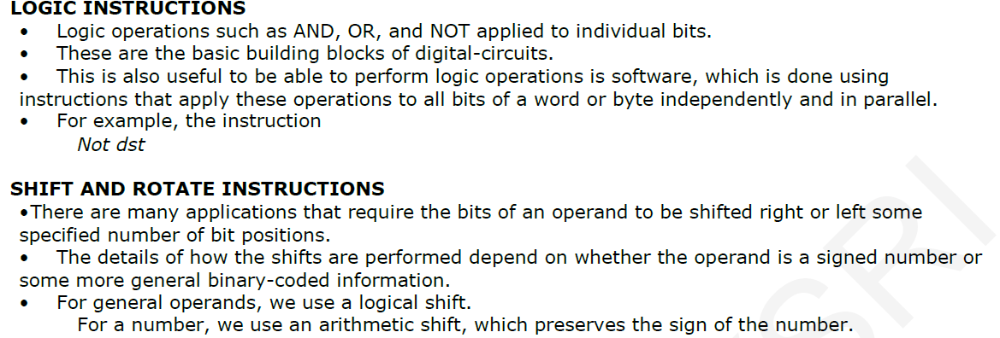 LOGIC INSTRUCTIONS
• Logic operations such as AND, OR, and NOT applied to individual bits.
• These are the basic building blocks of digital-circuits.
• This is also useful to be able to perform logic operations is software, which is done using
instructions that apply these operations to all bits of a word or byte independently and in parallel.
• For example, the instruction
Not dst
SHIFT AND ROTATE INSTRUCTIONS
•There are many applications that require the bits of an operand to be shifted right or left some
specified number of bit positions.
• The details of how the shifts are performed depend on whether the operand is a signed number or
some more general binary-coded information.
• For general operands, we use a logical shift.
For a number, we use an arithmetic shift, which preserves the sign of the number.
SRI